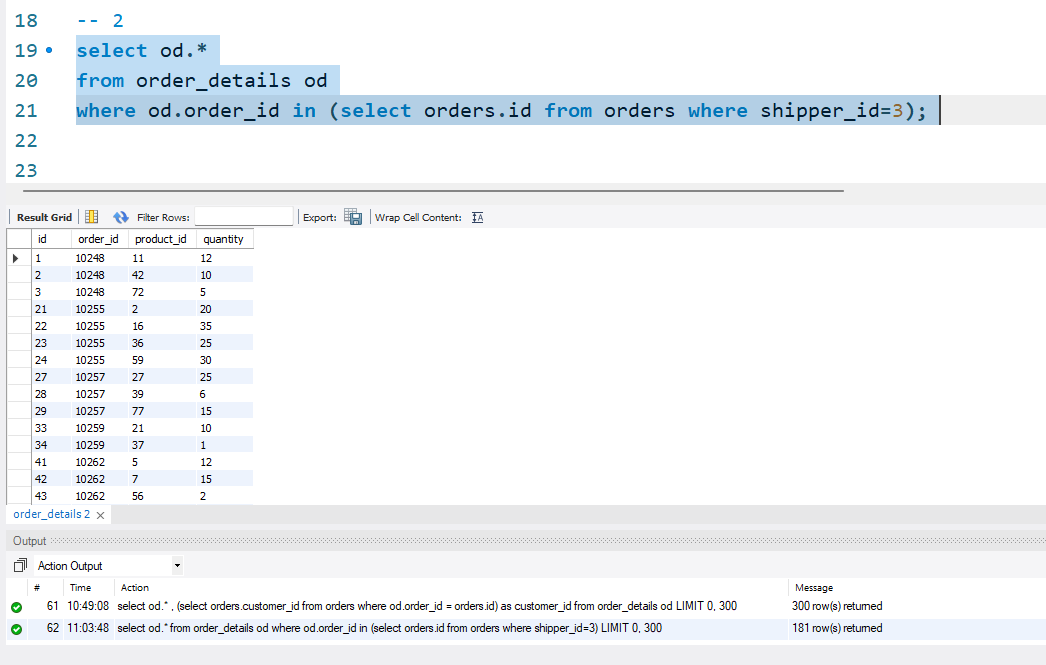 18 -- 2
19 select od.*
20 from order_details od
21 where od.order_id in (select orders.id from orders where shipper_id=3);
22
23
Result Grid Filter Rows: Export: Wrap Cell Content:
id order_id product_id quantity
1 10248 11 12
2 10248 42 10
3 10248 72 5
21 10255 2 20
22 10255 16 35
23 10255 36 25
24 10255 59 30
27 10257 27 25
28 10257 39 6
29 10257 77 15
33 10259 21 10
34 10259 37 1
41 10262 5 12
42 10262 7 15
43 10262 56 2
order_details 2
Output
Action Output
# Time Action Message
61 10:49:08 select od.* , (select orders.customer_id from orders where od.order_id = orders.id) as customer_id from order_details od LIMIT 0, 300 300 row(s) returned
62 11:03:48 select od.* from order_details od where od.order_id in (select orders.id from orders where shipper_id=3) LIMIT 0, 300 181 row(s) returned